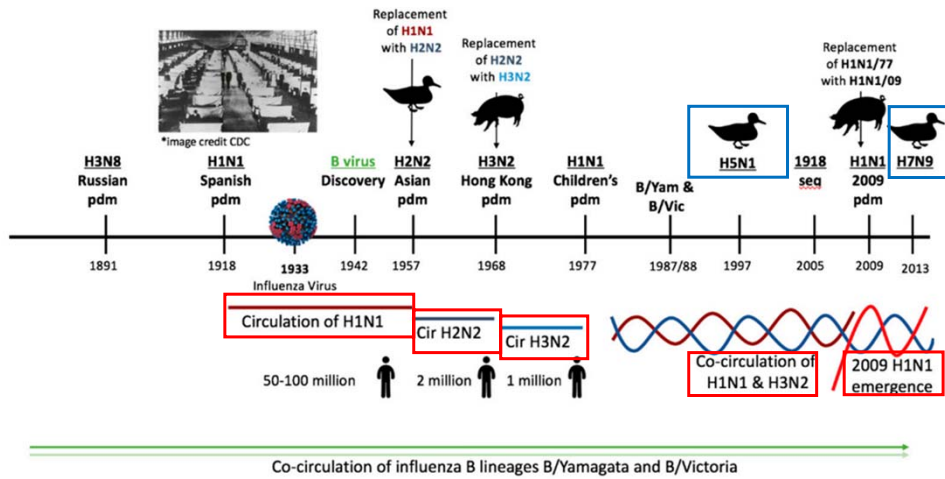 Replacement
of H1N1
with H2N2
Replacement
of H2N2
with H3N2
Replacement
of H1N1/77
with H1N1/09
*image credit CDC
H3N8
Russian
pdm
H1N1
Spanish
pdm
B virus
Discovery
H2N2
Asian
pdm
H3N2
Hong Kong
pdm
H1N1
Children's
pdm
B/Yam &
B/Vic
H5N1
1918
seq
H1N1
2009
pdm
H7N9
1891
1918
1933
Influenza Virus
1942
1957
1968
1977
1987/88
1997
2005
2009
2013
Circulation of H1N1
Cir H2N2
Cir H3N2
Co-circulation of
H1N1 & H3N2
2009 H1N1
emergence
50-100 million
2 million
1 million
Co-circulation of influenza B lineages B/Yamagata and B/Victoria